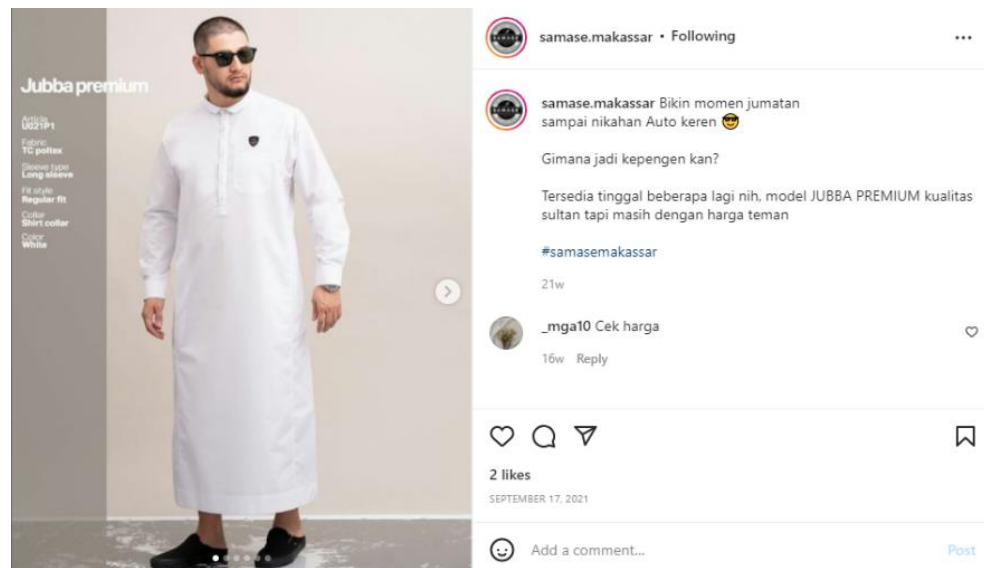 Jubba premium
Article
U021P1
Fabric
TC poltex
Sleeve type
Long sleeve
Fit style
Regular fit
Collar
Shirt collar
Color
White
samase.makassar • Following
samase.makassar Bikin momen jumatan
sampai nikahan Auto keren 😎
Gimana jadi kepengen kan?
Tersedia tinggal beberapa lagi nih, model JUBBA PREMIUM kualitas
sultan tapi masih dengan harga teman
#samasemakassar
21w
_mga10 Cek harga
16w Reply
2 likes
SEPTEMBER 17, 2021
Add a comment...
Post